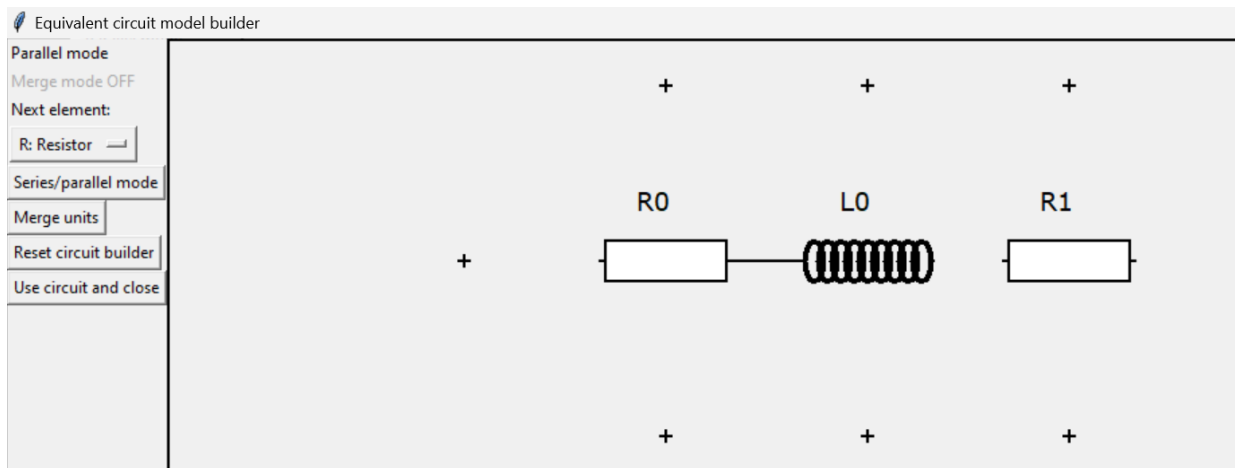 Equivalent circuit model builder
Parallel mode
Merge mode OFF
Next element:
R: Resistor
Series/parallel mode
Merge units
Reset circuit builder
Use circuit and close
R0 L0 R1